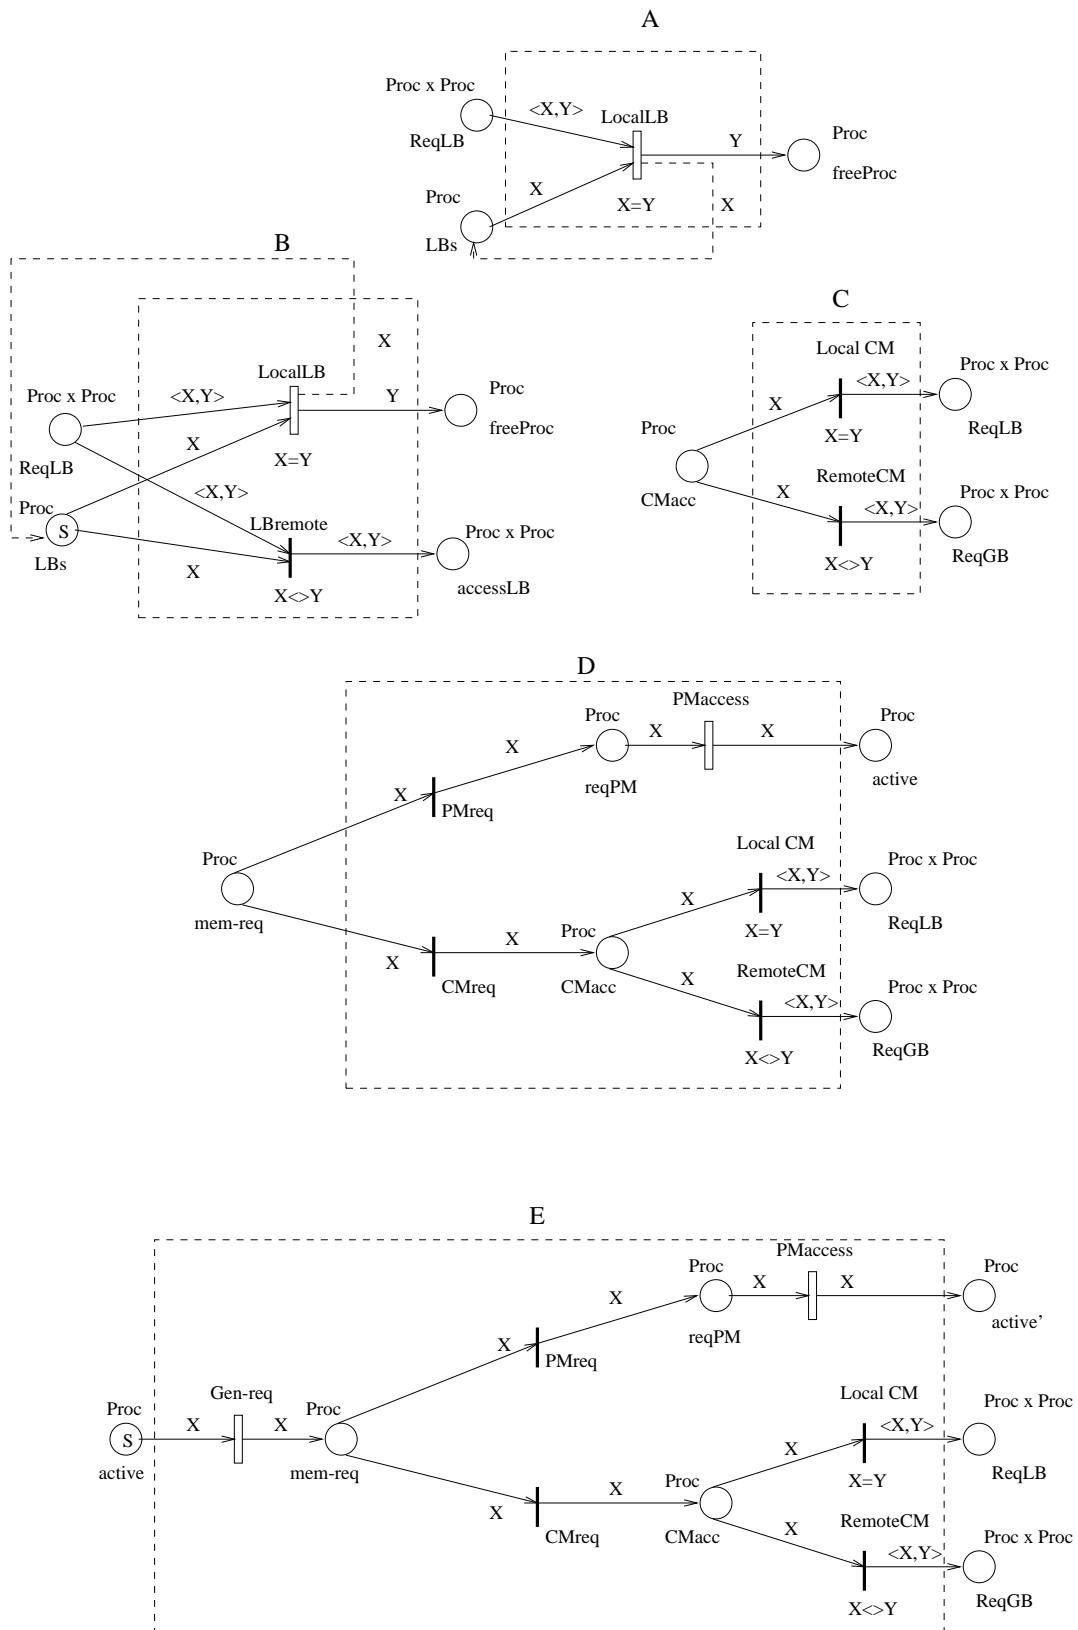 A
Proc x Proc
<X,Y>
LocalLB
ReqLB
Y
Proc
freeProc
X
Proc
X=Y
X
LBs
B
X
LocalLB
Proc x Proc
<X,Y>
Y
Proc
freeProc
X
X=Y
ReqLB
<X,Y>
Proc
S
LBs
LBremote
<X,Y>
Proc x Proc
X
X<>Y
accessLB
C
Local CM
<X,Y>
Proc x Proc
X
ReqLB
Proc
X=Y
RemoteCM
CMacc
X
<X,Y>
Proc x Proc
X<>Y
ReqGB
D
PMaccess
Proc
X
X
Proc
X
reqPM
active
X
PMreq
Local CM
Proc
<X,Y>
Proc x Proc
mem-req
X
ReqLB
X=Y
X
Proc
X
CMreq
CMacc
RemoteCM
X
<X,Y>
Proc x Proc
X<>Y
ReqGB
E
PMaccess
Proc
X
X
Proc
X
reqPM
active'
X
PMreq
Gen-req
Local CM
Proc
X
X
Proc
<X,Y>
Proc x Proc
S
active
mem-req
X
X=Y
ReqLB
X
Proc
X
CMreq
CMacc
RemoteCM
X
<X,Y>
Proc x Proc
X<>Y
ReqGB